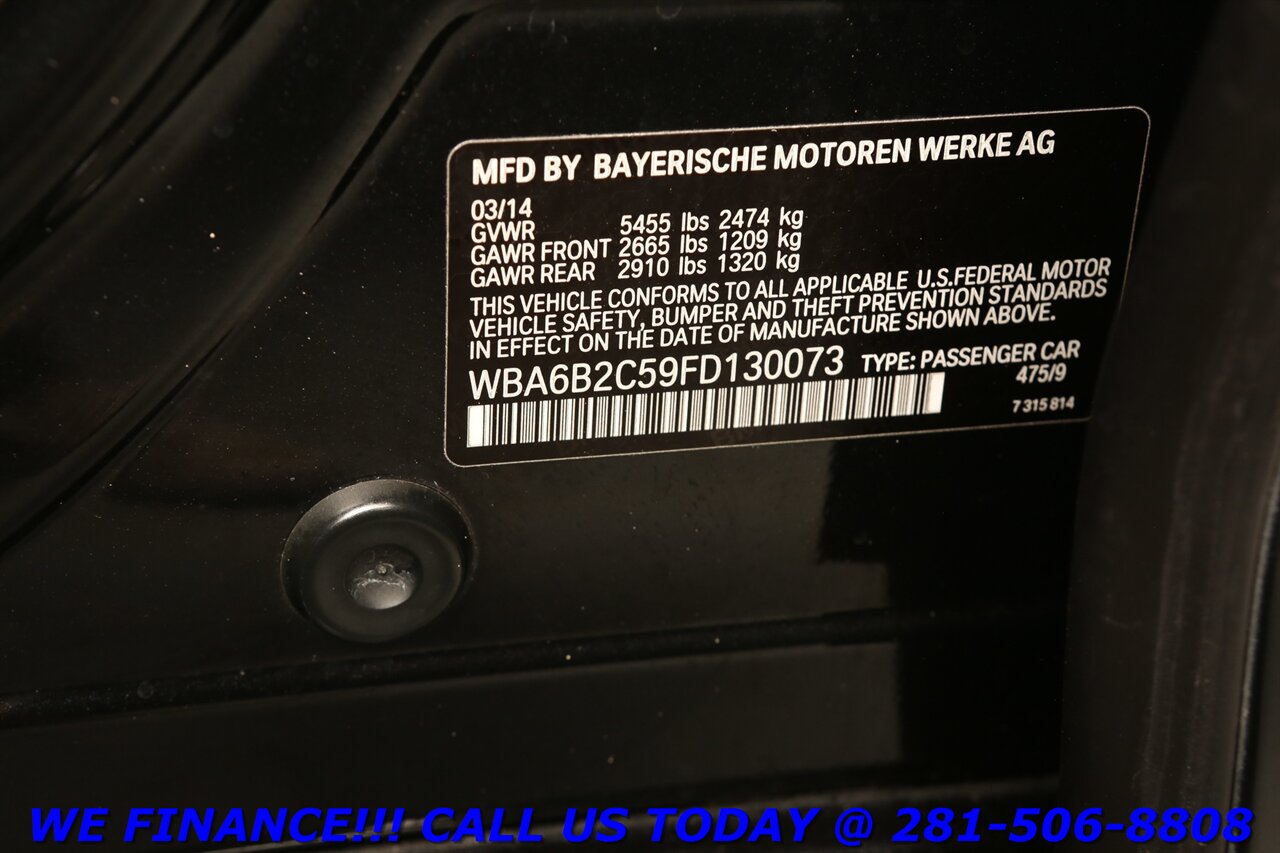 MFD BY BAYERISCHE MOTOREN WERKE AG
03/14
GVWR 5455 lbs 2474 kg
GAWR FRONT 2665 lbs 1209 kg
GAWR REAR 2910 lbs 1320 kg
THIS VEHICLE CONFORMS TO ALL APPLICABLE U.S.FEDERAL MOTOR
VEHICLE SAFETY, BUMPER AND THEFT PREVENTION STANDARDS
IN EFFECT ON THE DATE OF MANUFACTURE SHOWN ABOVE.
WBA6B2C59FD130073 TYPE: PASSENGER CAR
475/9
7 315 814
WE FINANCE!!! CALL US TODAY @ 281-506-8808